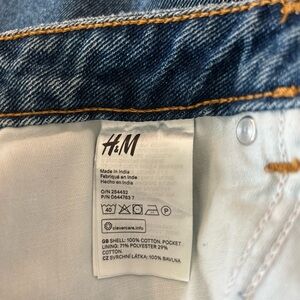 H&M
Made in India
Fabriqué en Inde
Hecho en India
O/N 254452
P/N 0644763 7
40
clevercare.info
GB SHELL: 100% COTTON. POCKET
LINING: 71% POLYESTER 29%
COTTON.
CZ SVRCHNÍ LÁTKA: 100% BAVLNA